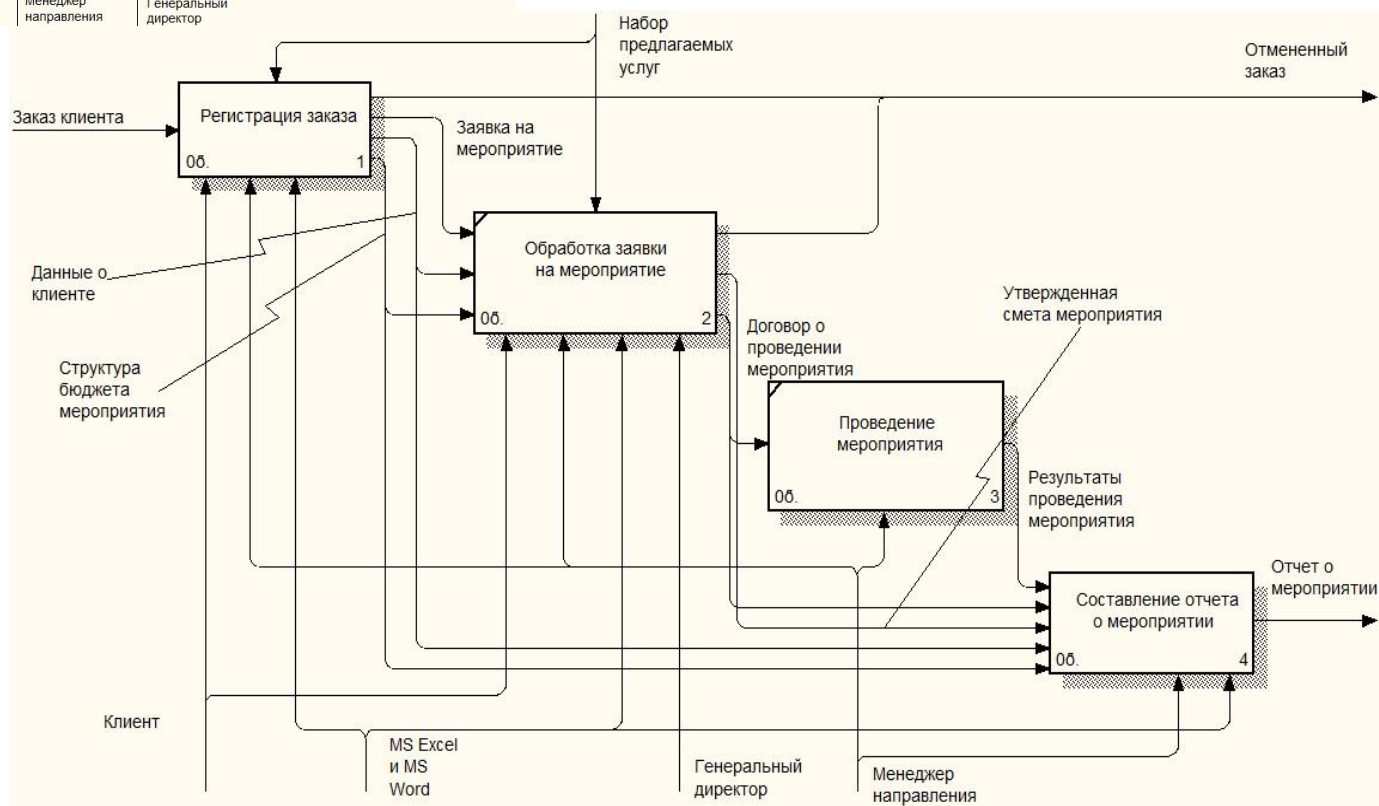 Менеджер
направления
Генеральный
директор
Набор
предлагаемых
услуг
Отмененный
заказ
Заказ клиента
Регистрация заказа
0б.
1
Заявка на
мероприятие
Обработка заявки
на мероприятие
0б.
2
Данные о
клиенте
Утвержденная
смета мероприятия
Договор о
проведении
мероприятия
Структура
бюджета
мероприятия
Проведение
мероприятия
0б.
3
Результаты
проведения
мероприятия
Отчет о
мероприятии
Составление отчета
о мероприятии
0б.
4
Клиент
MS Excel
и MS
Word
Генеральный
директор
Менеджер
направления